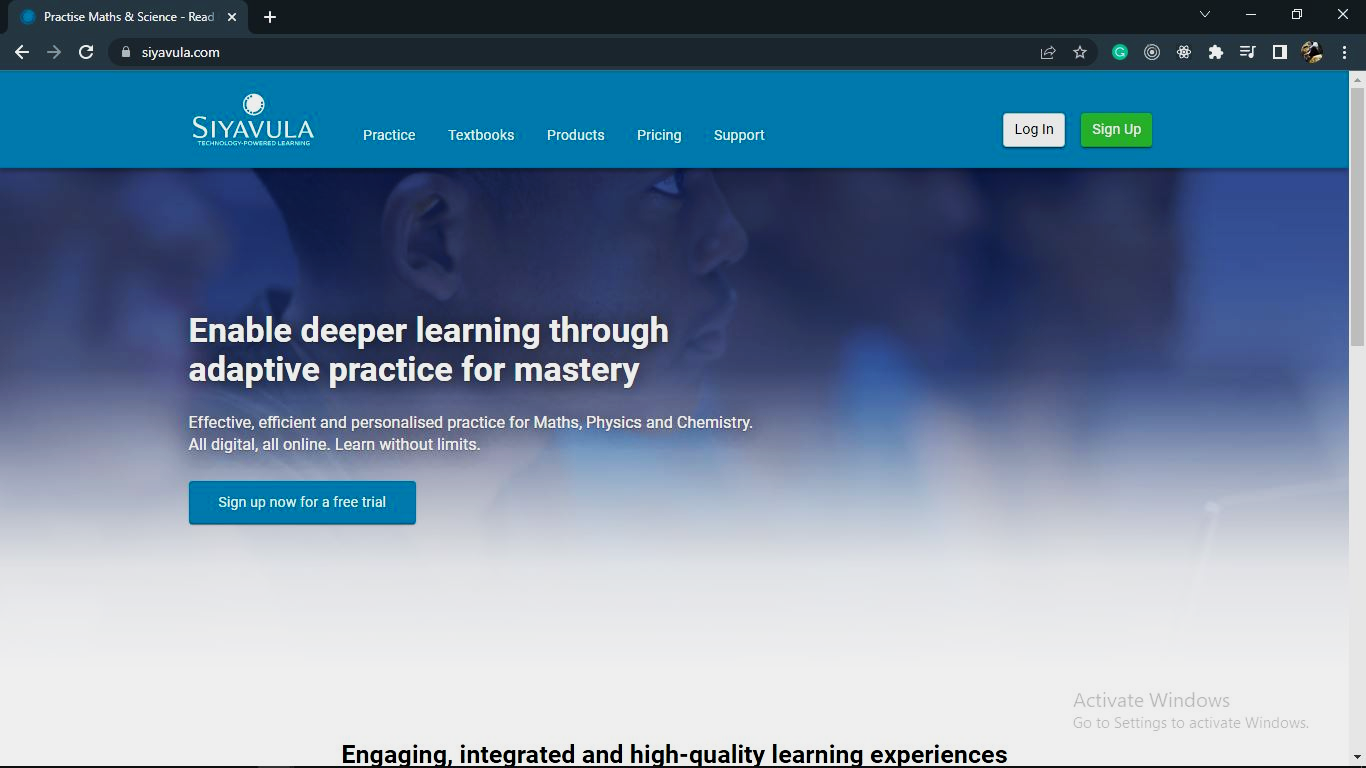 Practise Maths & Science - Read
siyavula.com
SIYAVULA
TECHNOLOGY-POWERED LEARNING
Practice
Textbooks
Products
Pricing
Support
Log In
Sign Up
Enable deeper learning through
adaptive practice for mastery
Effective, efficient and personalised practice for Maths, Physics and Chemistry.
All digital, all online. Learn without limits.
Sign up now for a free trial
Activate Windows
Go to Settings to activate Windows.
Engaging, integrated and high-quality learning experiences